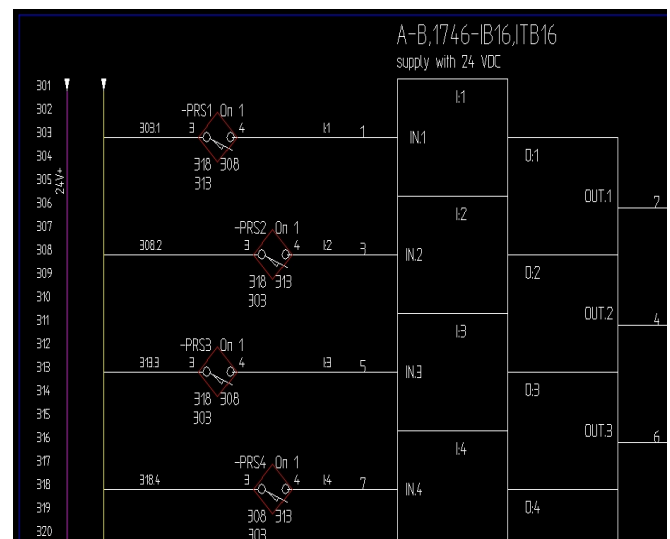 A-B,1746-IB16,ITB16
supply with 24 VDC
301
302
303
304
305
306
307
308
309
310
311
312
313
314
315
316
317
318
319
320
24V+
-PRS1 On 1
303.1 3 4 I:1 1 IN.1
318 308
313
I:1
O:1
OUT.1 2
-PRS2 On 1
308.2 3 4 I:2 3 IN.2
318 313
303
I:2
O:2
OUT.2 4
-PRS3 On 1
313.3 3 4 I:3 5 IN.3
318 308
303
I:3
O:3
OUT.3 6
-PRS4 On 1
318.4 3 4 I:4 7 IN.4
308 313
303
I:4
O:4